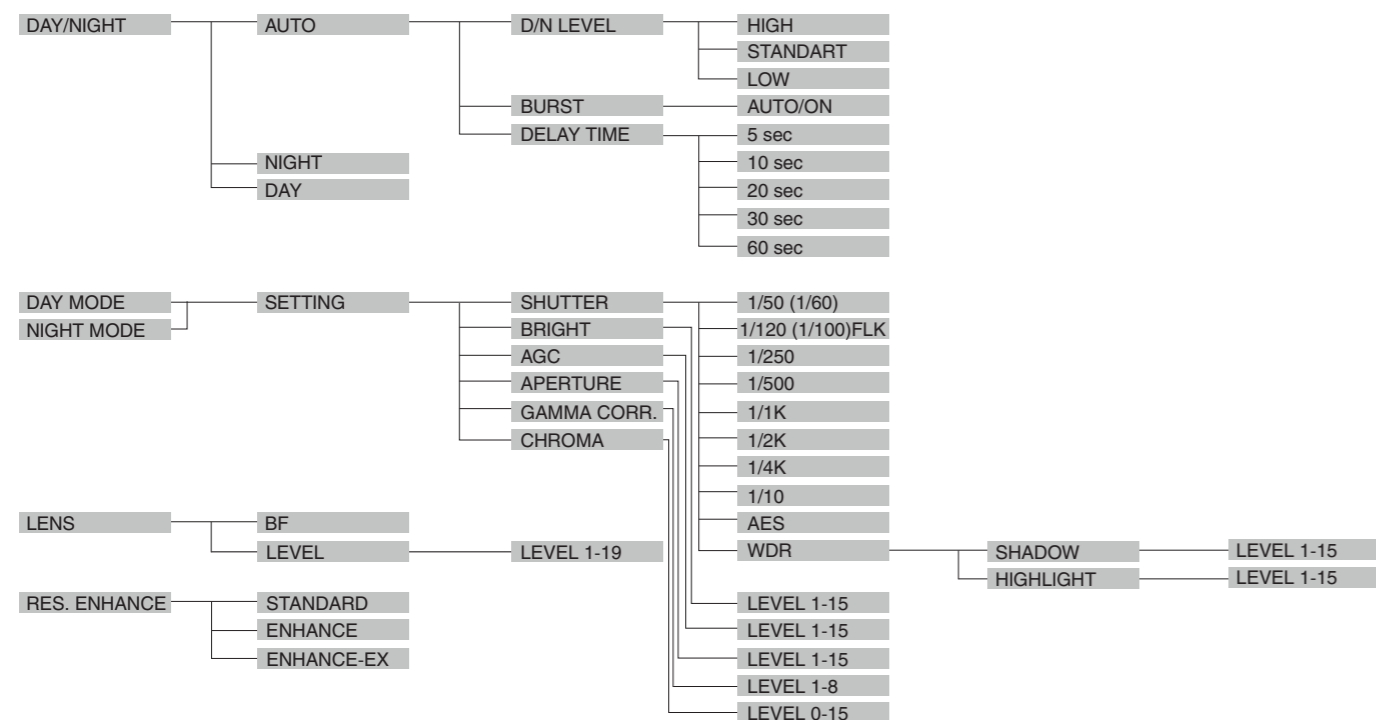 DAY/NIGHT AUTO D/N LEVEL HIGH
STANDART
LOW
BURST AUTO/ON
DELAY TIME 5 sec
NIGHT 10 sec
DAY 20 sec
30 sec
60 sec
DAY MODE SETTING SHUTTER 1/50 (1/60)
NIGHT MODE BRIGHT 1/120 (1/100)FLK
AGC 1/250
APERTURE 1/500
GAMMA CORR. 1/1K
CHROMA 1/2K
1/4K
1/10
LENS BF AES
LEVEL LEVEL 1-19 WDR SHADOW LEVEL 1-15
HIGHLIGHT LEVEL 1-15
RES. ENHANCE STANDARD LEVEL 1-15
ENHANCE LEVEL 1-15
ENHANCE-EX LEVEL 1-15
LEVEL 1-8
LEVEL 0-15